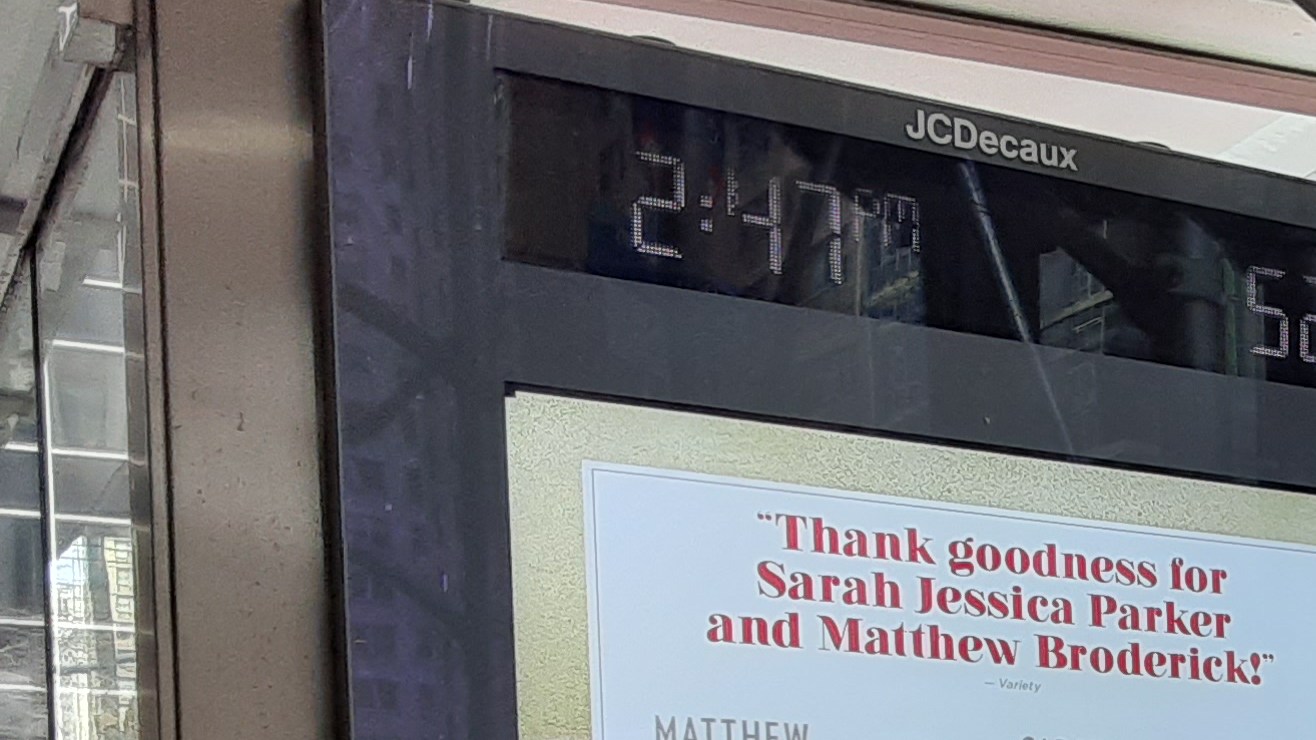 JCDecaux
2:47PM
“Thank goodness for
Sarah Jessica Parker
and Matthew Broderick!”
— Variety
MATTHEW